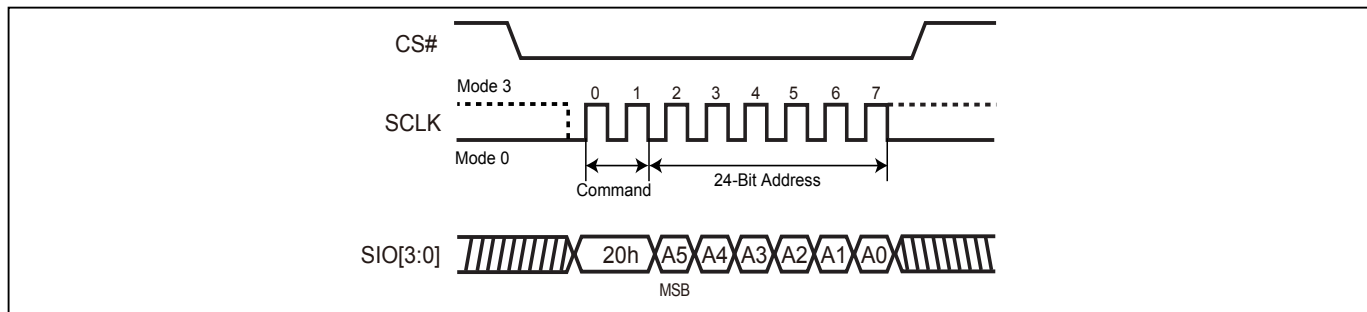 CS#
Mode 3
0 1 2 3 4 5 6 7
SCLK
Mode 0
Command
24-Bit Address
SIO[3:0]
20h A5 A4 A3 A2 A1 A0
MSB